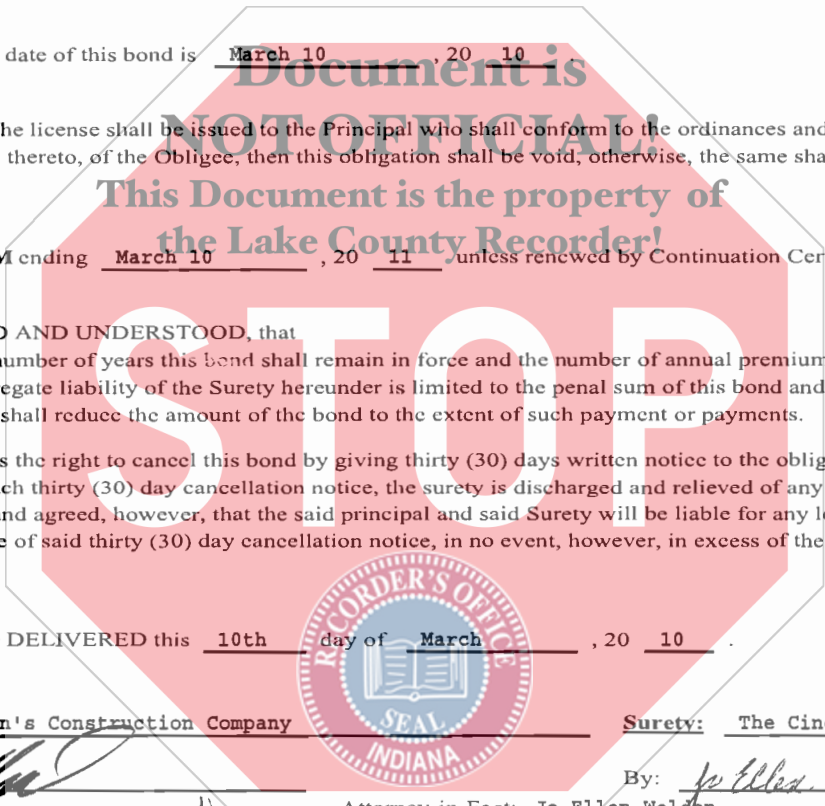 date of this bond is March 10 , 20 10 .
Document is
he license shall be issued to the Principal who shall conform to the ordinances and
NOT OFFICIAL!
thereto, of the Obligee, then this obligation shall be void, otherwise, the same sha
This Document is the property of
the Lake County Recorder!
M ending March 10 , 20 11 unless renewed by Continuation Cer
D AND UNDERSTOOD, that
number of years this bond shall remain in force and the number of annual premium
egate liability of the Surety hereunder is limited to the penal sum of this bond and
shall reduce the amount of the bond to the extent of such payment or payments.
STOP
s the right to cancel this bond by giving thirty (30) days written notice to the oblig
ch thirty (30) day cancellation notice, the surety is discharged and relieved of any
nd agreed, however, that the said principal and said Surety will be liable for any l
e of said thirty (30) day cancellation notice, in no event, however, in excess of the
RECORDER'S OFFICE
DELIVERED this 10th day of March , 20 10 .
SEAL
INDIANA
n's Construction Company Surety: The Cin
By: Jo Ellen
Attorney-in-Fact: Jo Ellen Welden